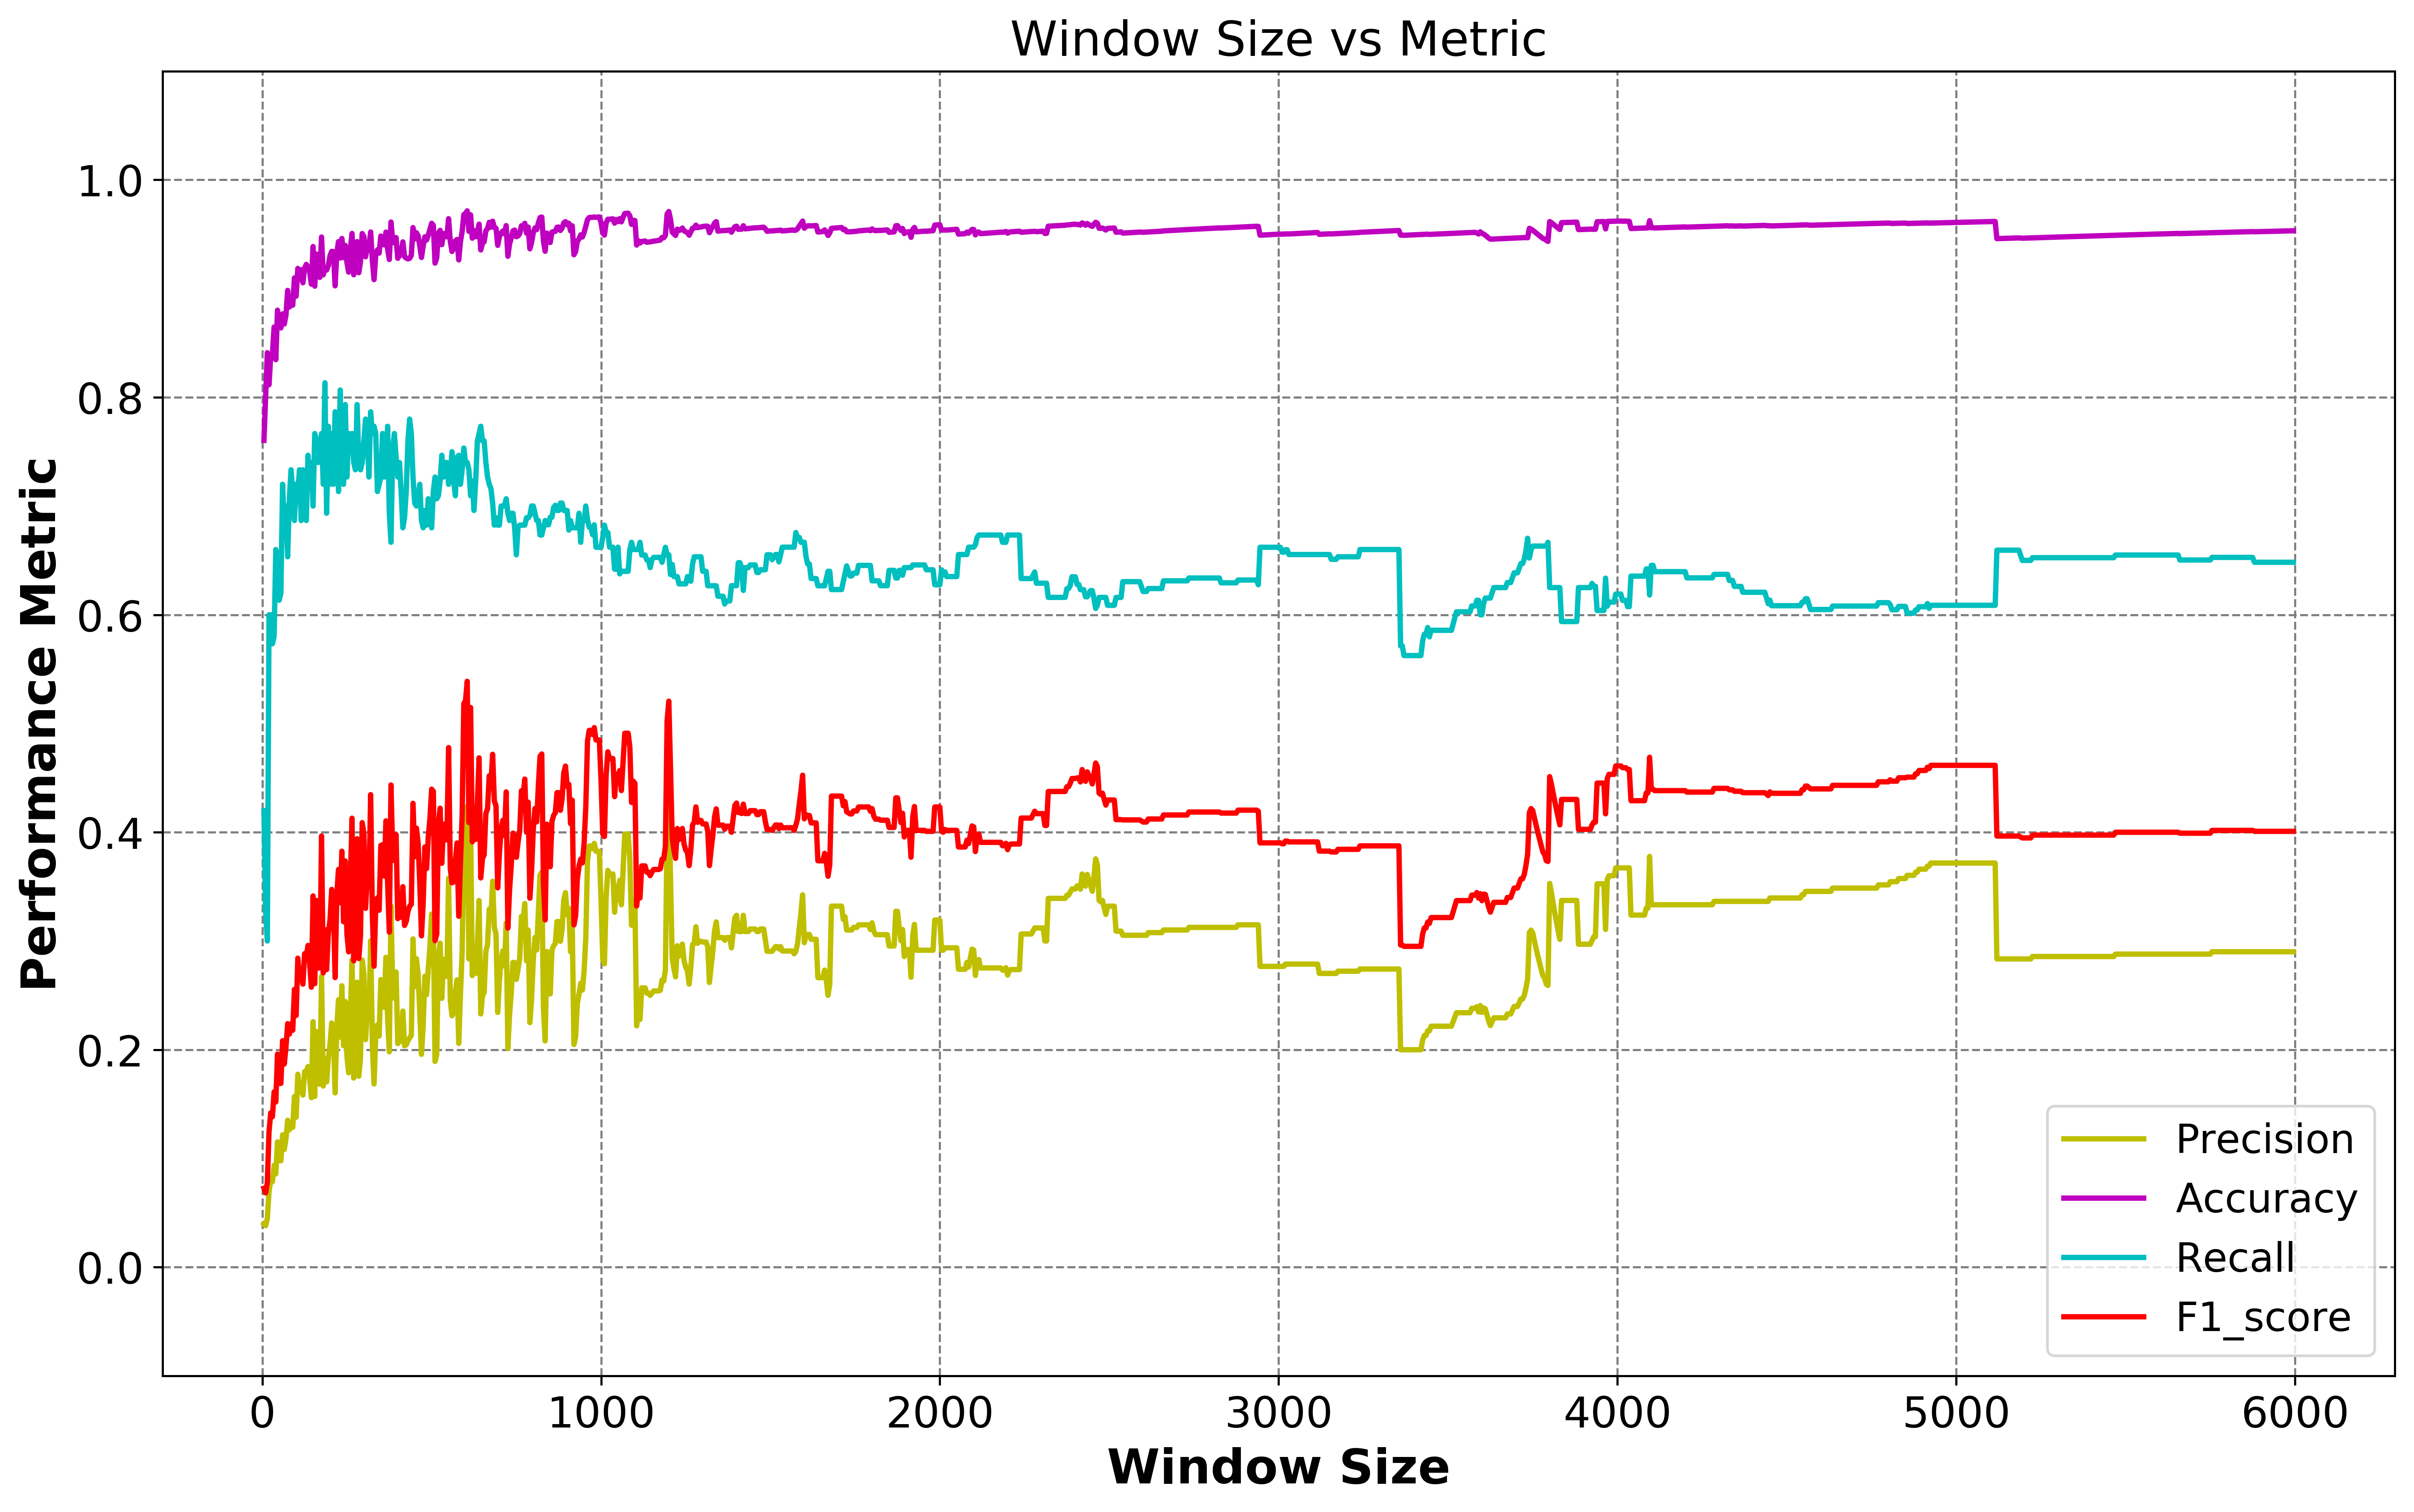 Window Size vs Metric
Performance Metric
1.0
0.8
0.6
0.4
0.2
0.0
0 1000 2000 3000 4000 5000 6000
Window Size
Precision
Accuracy
Recall
F1_score